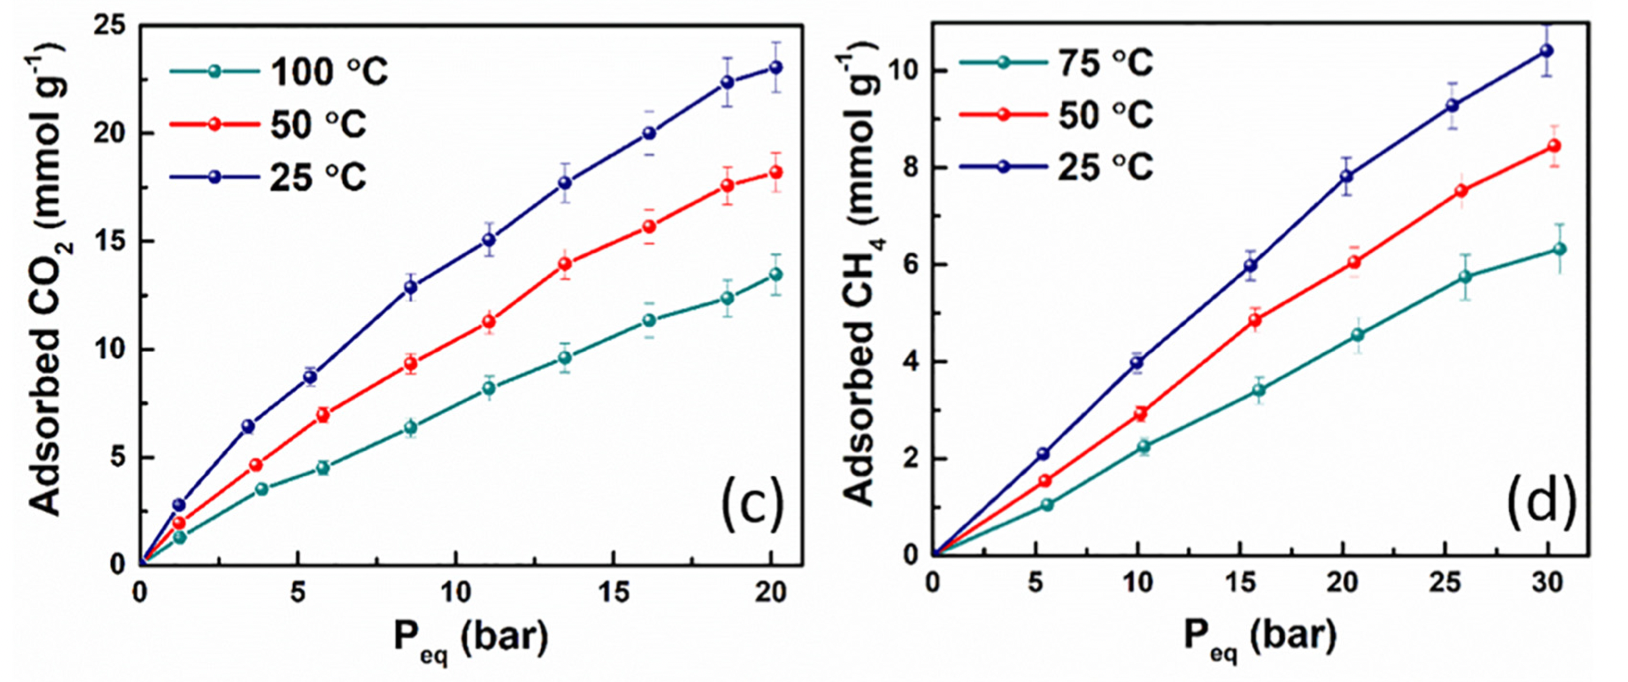 Adsorbed CO2 (mmol g-1)
25
20
15
10
5
0
100 °C
50 °C
25 °C
(c)
0 5 10 15 20
Peq (bar)
Adsorbed CH4 (mmol g-1)
10
8
6
4
2
0
75 °C
50 °C
25 °C
(d)
0 5 10 15 20 25 30
Peq (bar)